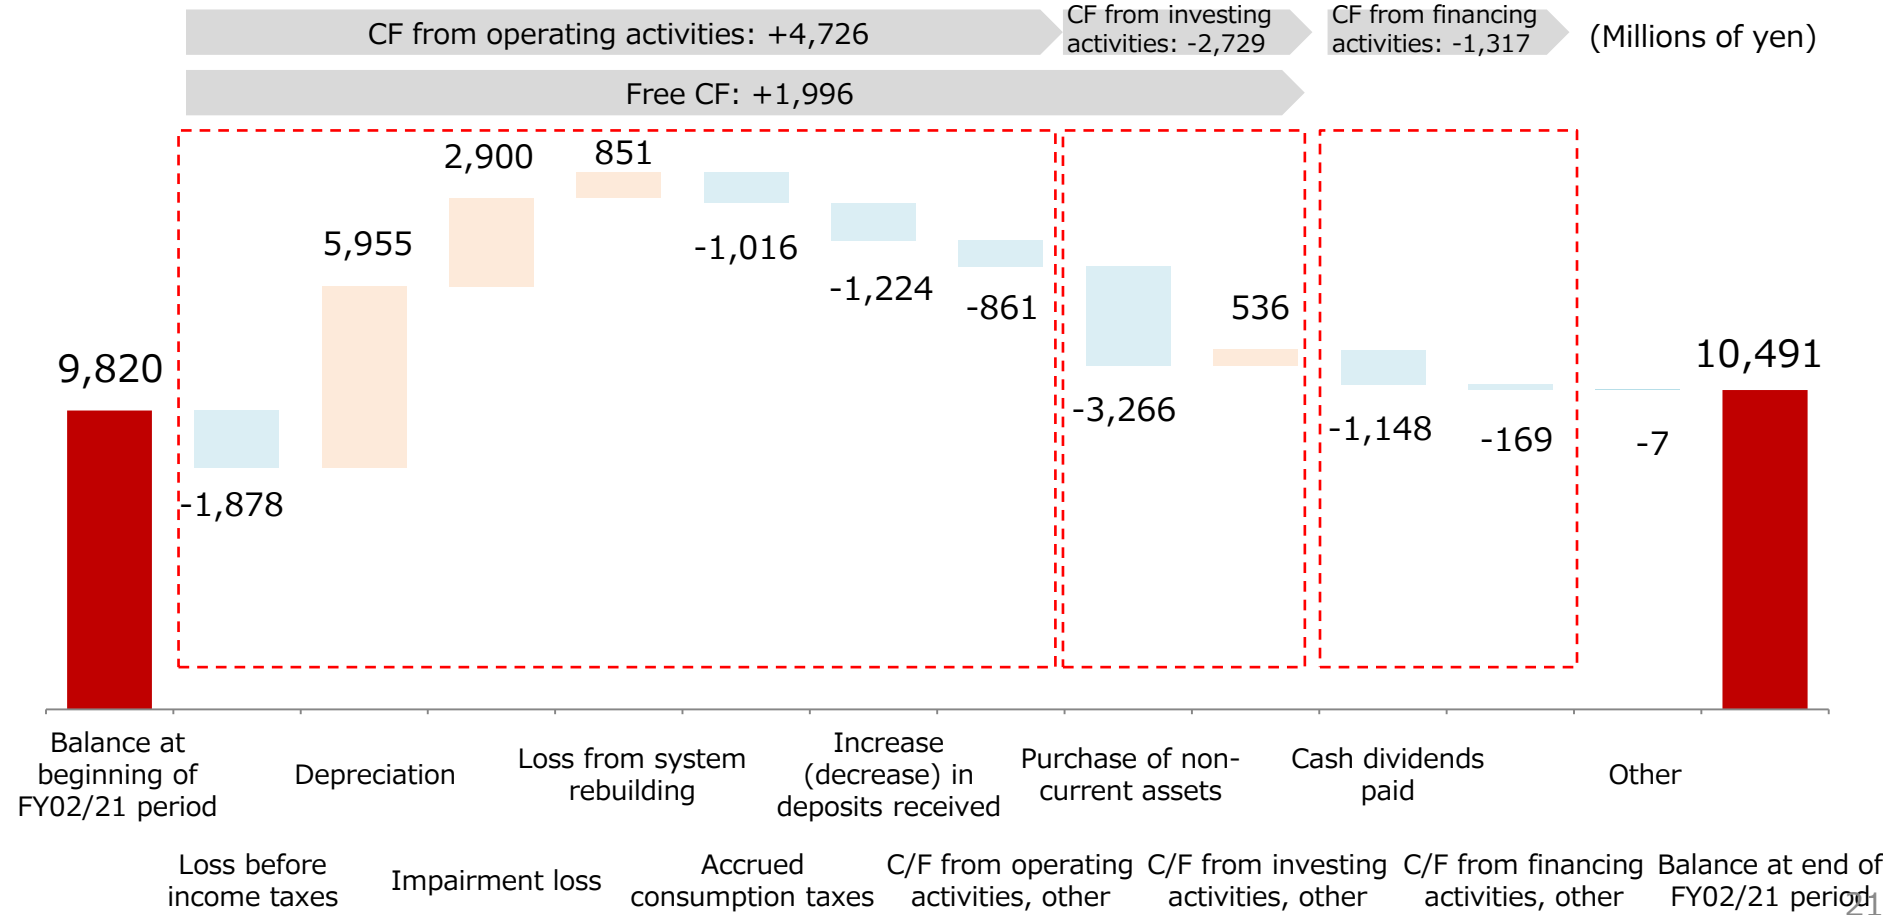 CF from operating activities: +4,726
CF from investing
activities: -2,729
CF from financing
activities: -1,317
(Millions of yen)
Free CF: +1,996
2,900
851
5,955
-1,016
-1,224
-861
536
9,820
10,491
-1,878
-3,266
-1,148
-169
-7
Balance at
beginning of
FY02/21 period
Depreciation
Loss from system
rebuilding
Increase
(decrease) in
deposits received
Purchase of non-
current assets
Cash dividends
paid
Other
Loss before
income taxes
Impairment loss
Accrued
consumption taxes
C/F from operating
activities, other
C/F from investing
activities, other
C/F from financing
activities, other
Balance at end of
FY02/21 period
21